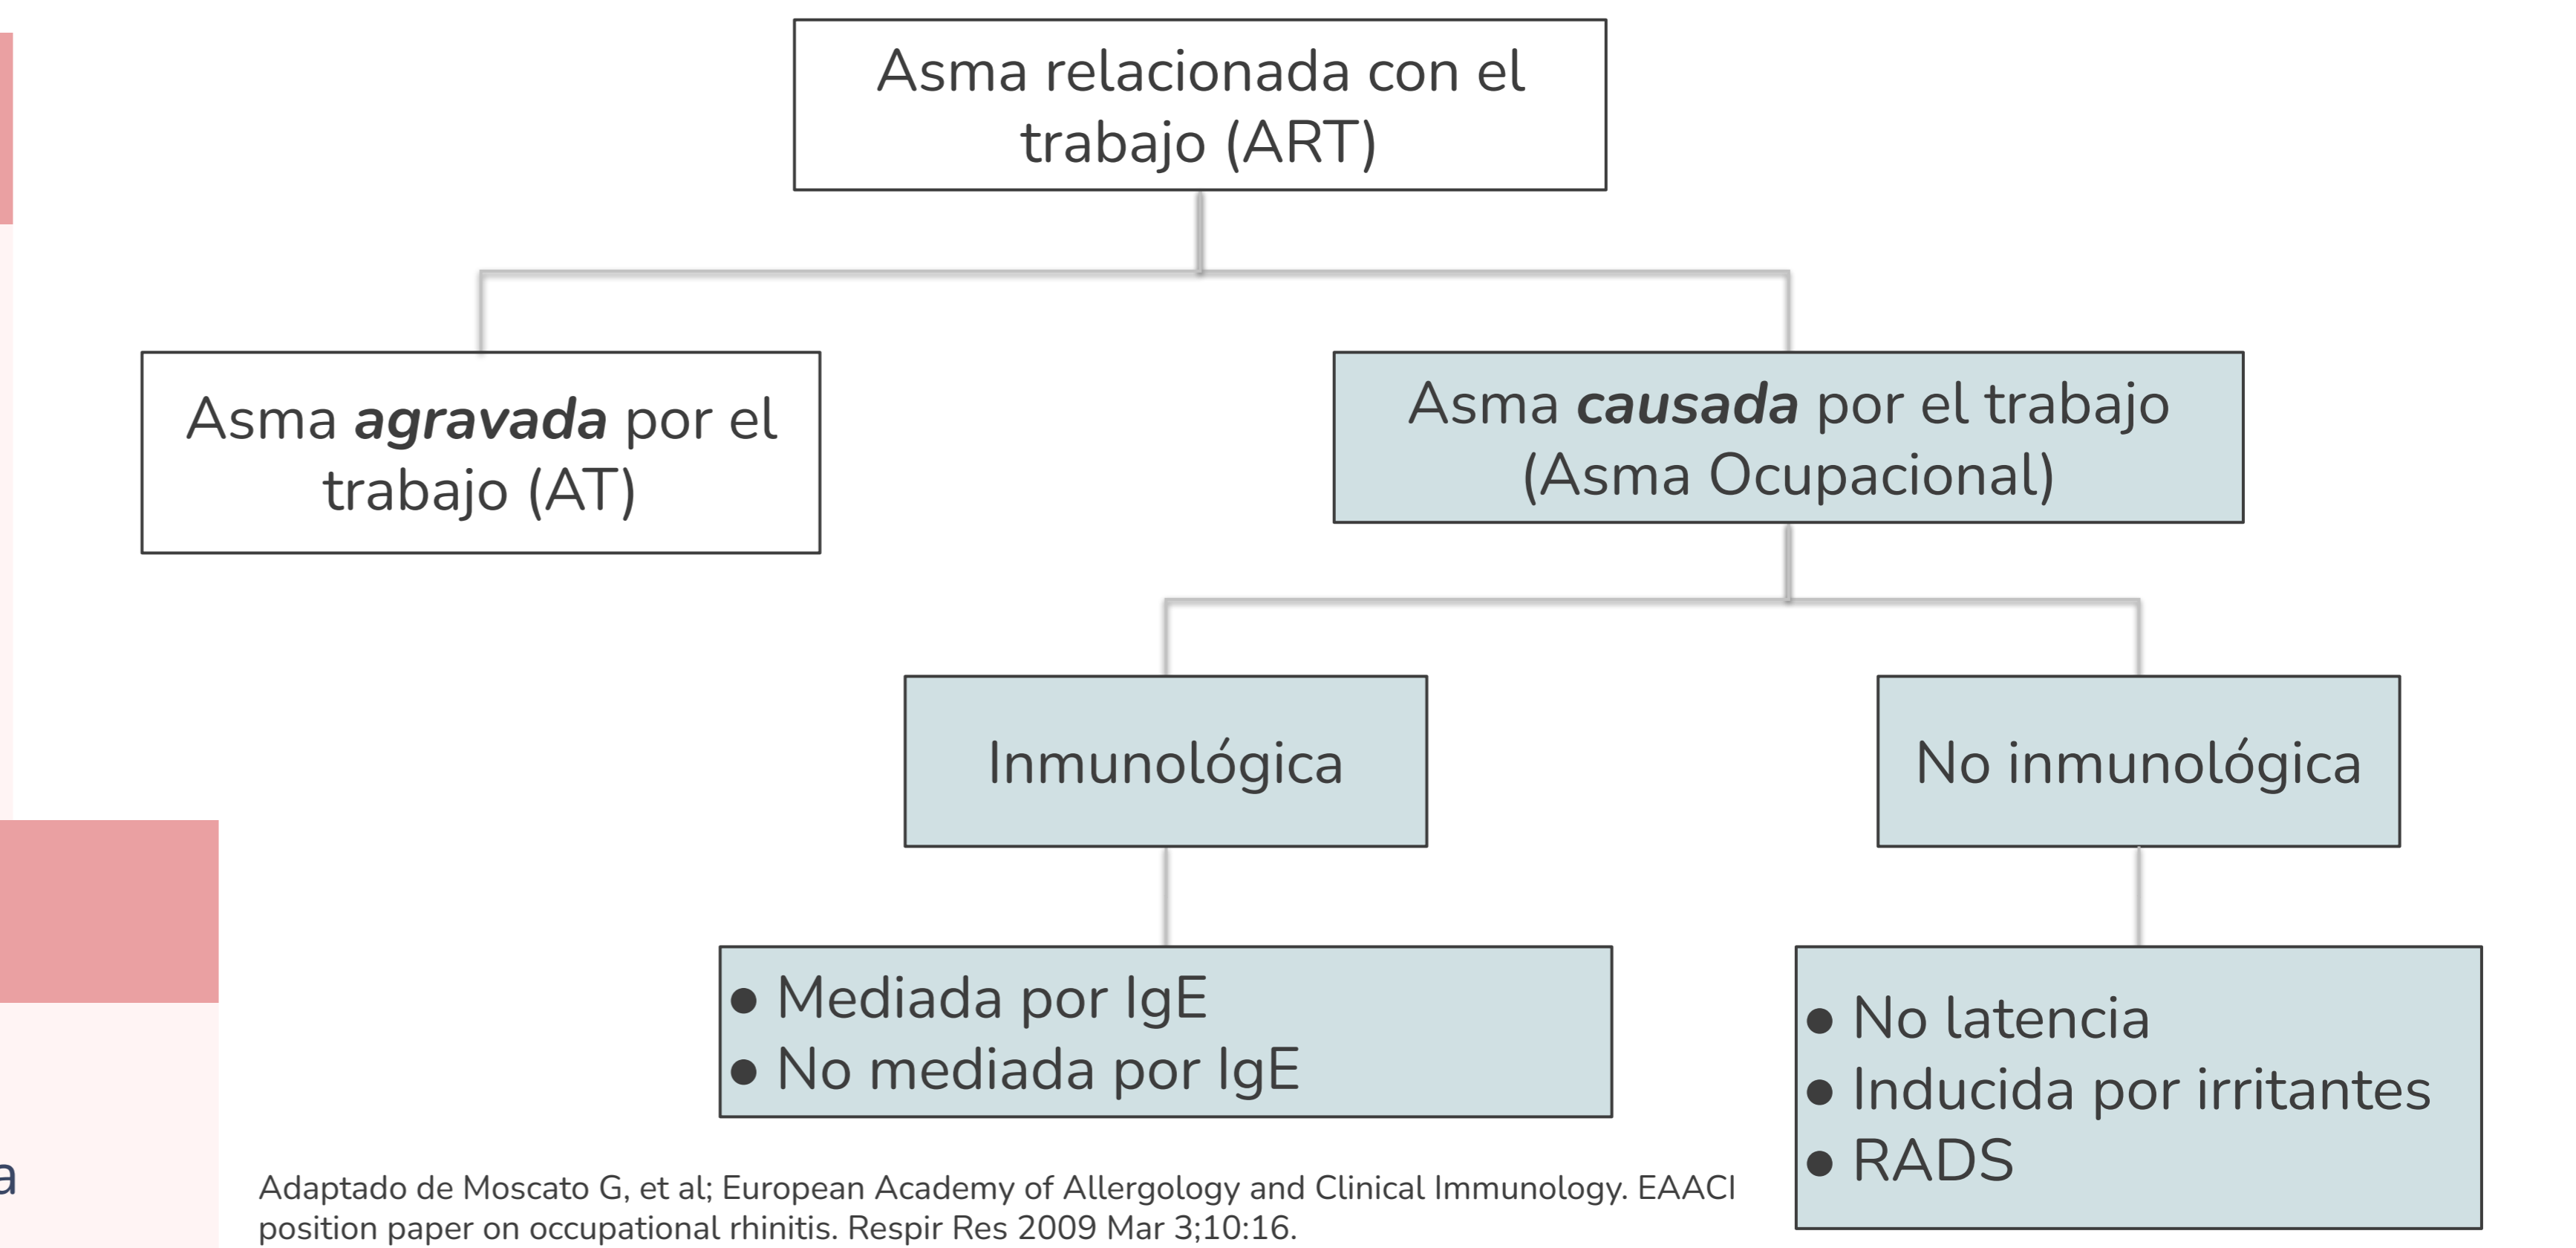 Asma relacionada con el
trabajo (ART)
Asma agravada por el
trabajo (AT)
Asma causada por el trabajo
(Asma Ocupacional)
Inmunológica
No inmunológica
● Mediada por IgE
● No mediada por IgE
● No latencia
● Inducida por irritantes
● RADS
a
Adaptado de Moscato G, et al; European Academy of Allergology and Clinical Immunology. EAACI
position paper on occupational rhinitis. Respir Res 2009 Mar 3;10:16.